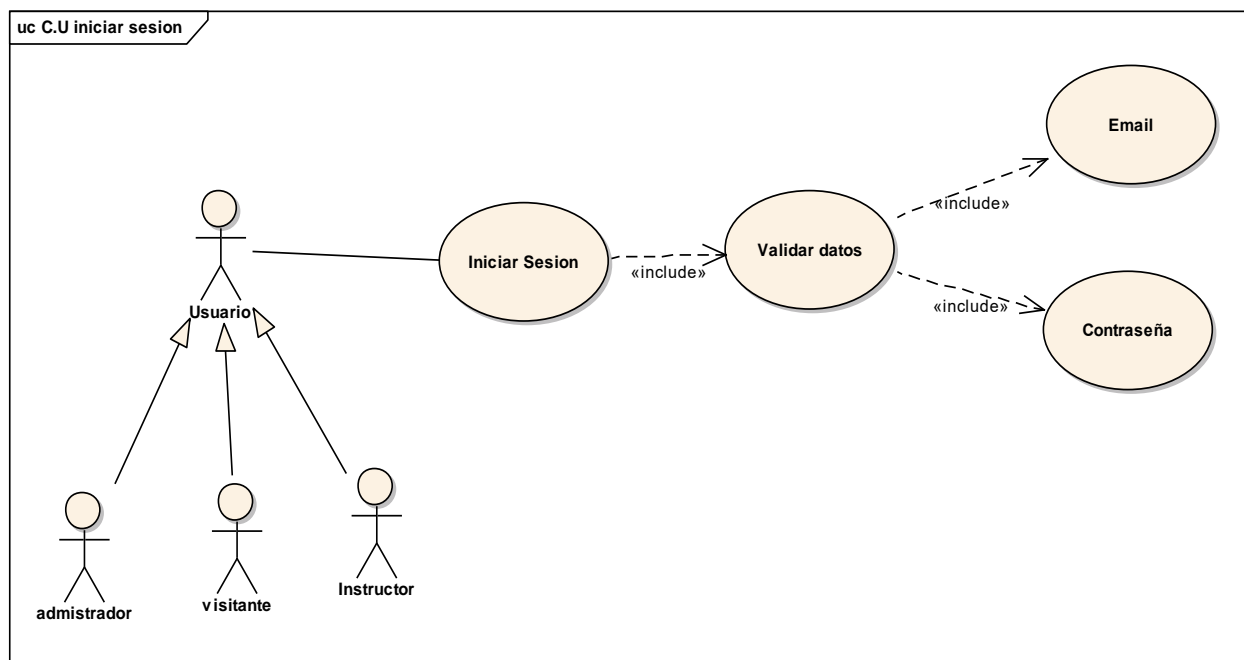 uc C.U iniciar sesion
Email
Iniciar Sesion
«include»
Validar datos
«include»
«include»
Contraseña
Usuario
admistrador
visitante
Instructor